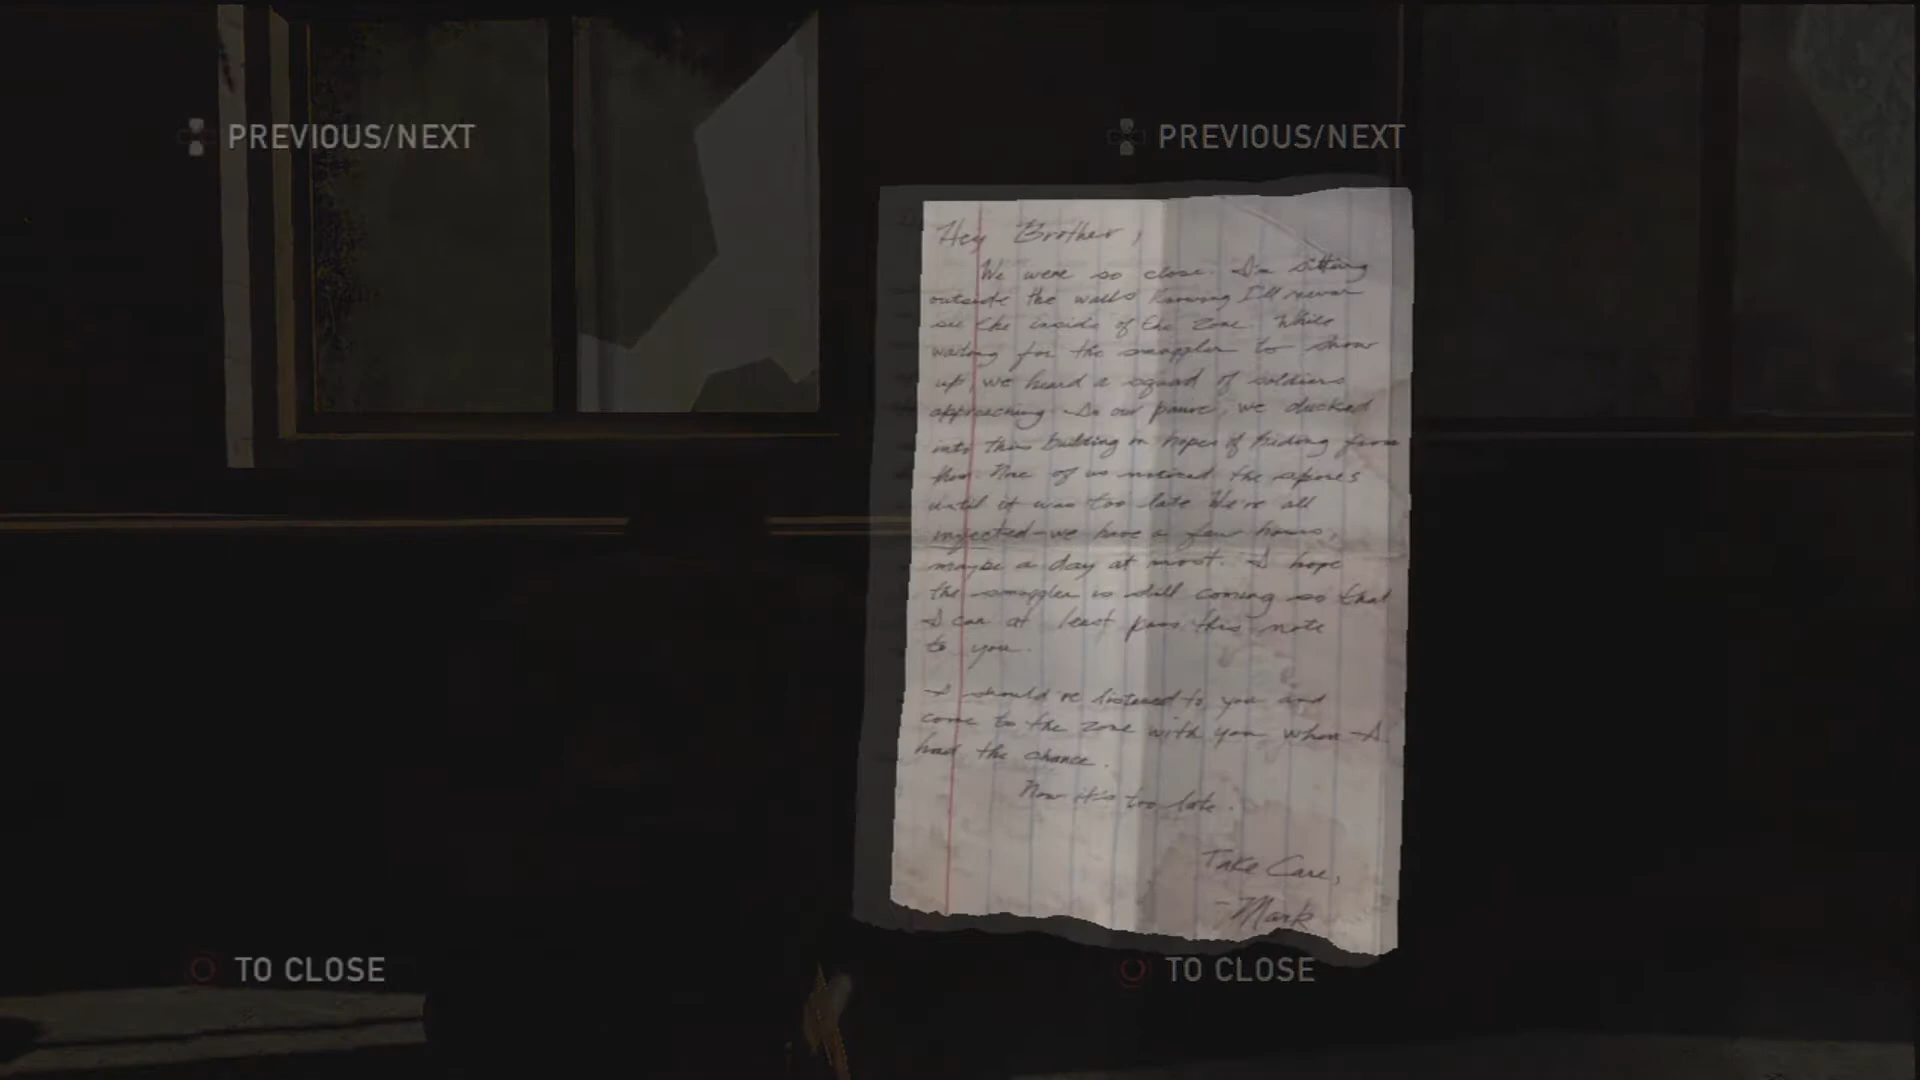 PREVIOUS/NEXT
PREVIOUS/NEXT
Hey Brother,
We were so close. I'm sitting
outside the walls knowing I'll never
see the inside of the zone. While
waiting for the smuggler to show
up, we heard a squad of soldiers
approaching. In our panic, we ducked
into this building in hopes of hiding from
them. None of us noticed the spores
until it was too late. We're all
infected-we have a few hours,
maybe a day at most. I hope
the smuggler is still coming so that
I can at least pass this note
to you.
I should've listened to you and
come to the zone with you when I
had the chance.
Now it's too late.
Take Care,
-Mark
TO CLOSE
TO CLOSE